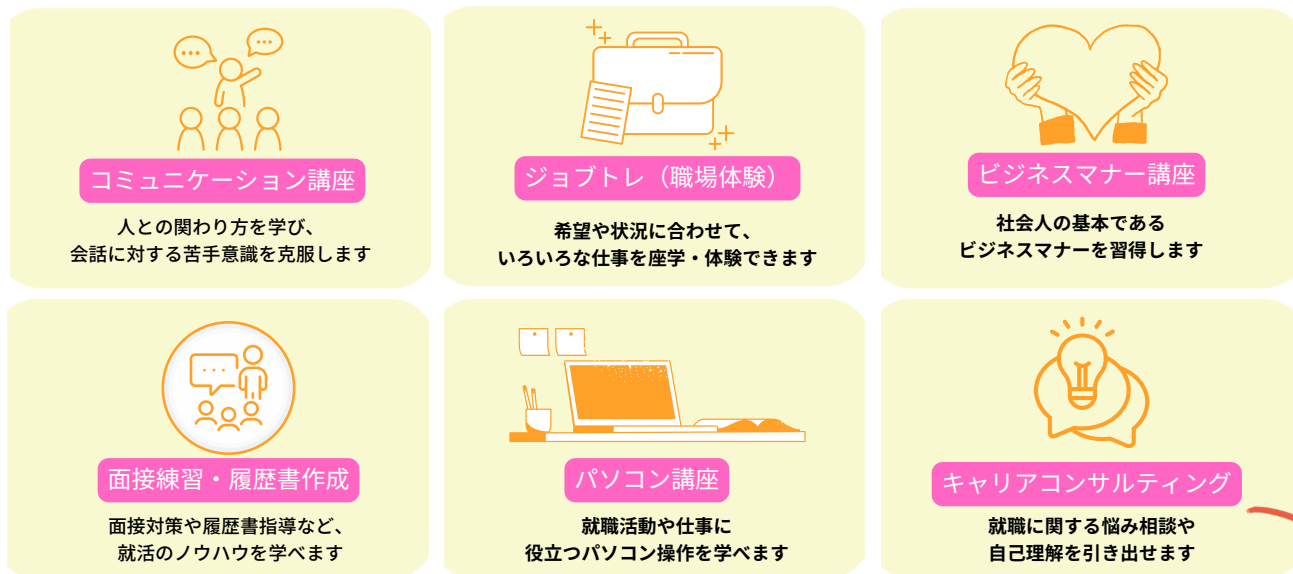 コミュニケーション講座
人との関わり方を学び、
会話に対する苦手意識を克服します
ジョブトレ（職場体験）
希望や状況に合わせて、
いろいろな仕事を座学・体験できます
ビジネスマナー講座
社会人の基本である
ビジネスマナーを習得します
面接練習・履歴書作成
面接対策や履歴書指導など、
就活のノウハウを学べます
パソコン講座
就職活動や仕事に
役立つパソコン操作を学べます
キャリアコンサルティング
就職に関する悩み相談や
自己理解を引き出せます